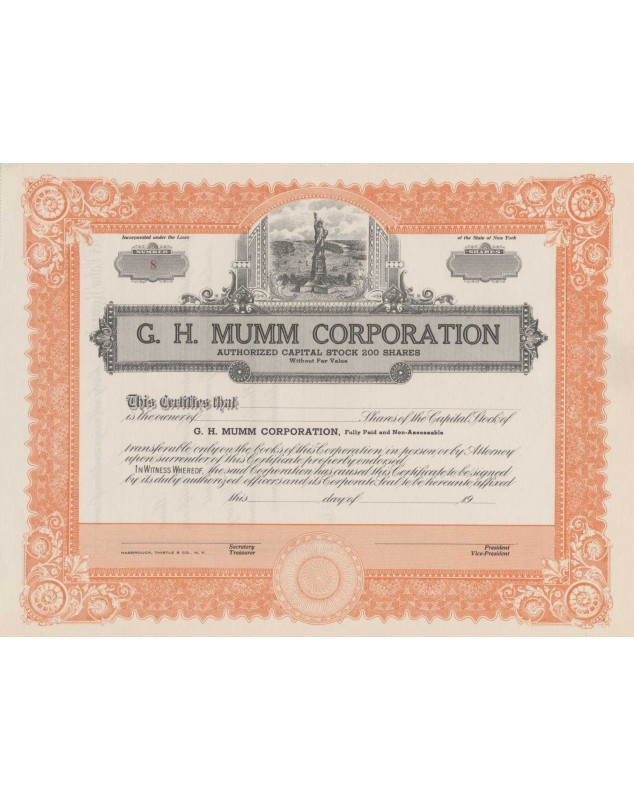 Incorporated under the Laws
of the State of New York
NUMBER
SHARES
8
G. H. MUMM CORPORATION
AUTHORIZED CAPITAL STOCK 200 SHARES
Without Par Value
This Certifies that
is the owner of Shares of the Capital Stock of
G. H. MUMM CORPORATION, Fully Paid and Non-Assessable
transferable only on the books of this Corporation in person or by Attorney
upon surrender of this Certificate properly endorsed.
IN WITNESS WHEREOF, the said Corporation has caused this Certificate to be signed
by its duly authorized officers and its Corporate Seal to be hereunto affixed
this day of 19
Secretary President
HASBROUCK, THISTLE & CO., N. Y. Treasurer Vice-President